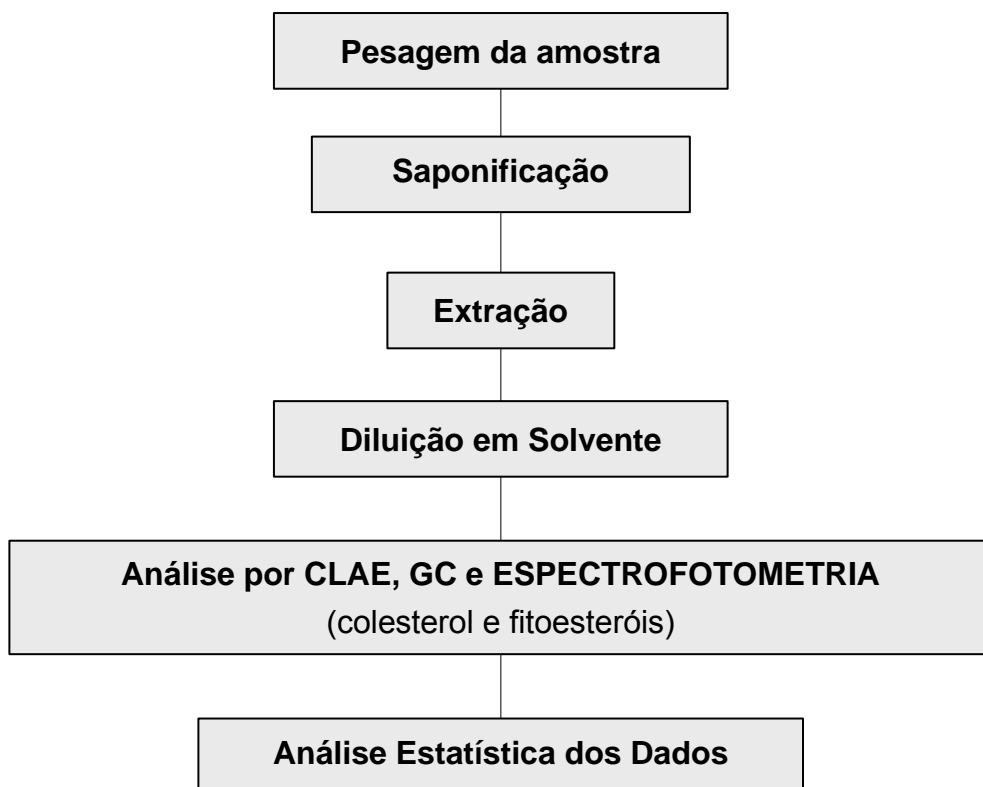 Pesagem da amostra
Saponificação
Extração
Diluição em Solvente
Análise por CLAE, GC e ESPECTROFOTOMETRIA
(colesterol e fitoesteróis)
Análise Estatística dos Dados